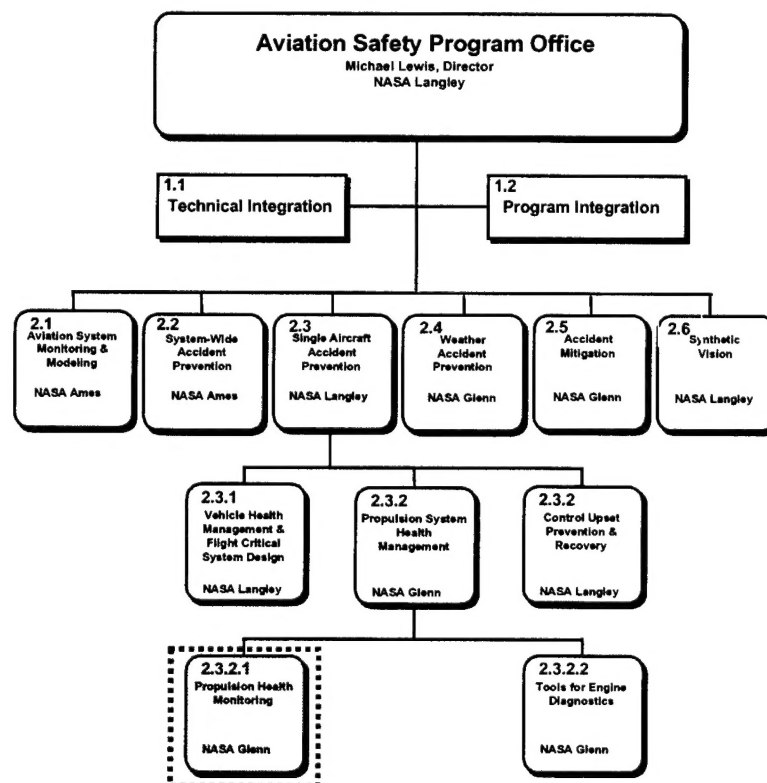 Aviation Safety Program Office
Michael Lewis, Director
NASA Langley
1.1
Technical Integration
1.2
Program Integration
2.1
Aviation System
Monitoring &
Modeling
NASA Ames
2.2
System-Wide
Accident
Prevention
NASA Ames
2.3
Single Aircraft
Accident
Prevention
NASA Langley
2.4
Weather
Accident
Prevention
NASA Glenn
2.5
Accident
Mitigation
NASA Glenn
2.6
Synthetic
Vision
NASA Langley
2.3.1
Vehicle Health
Management &
Flight Critical
System Design
NASA Langley
2.3.2
Propulsion System
Health
Management
NASA Glenn
2.3.2
Control Upset
Prevention &
Recovery
NASA Langley
2.3.2.1
Propulsion Health
Monitoring
NASA Glenn
2.3.2.2
Tools for Engine
Diagnostics
NASA Glenn